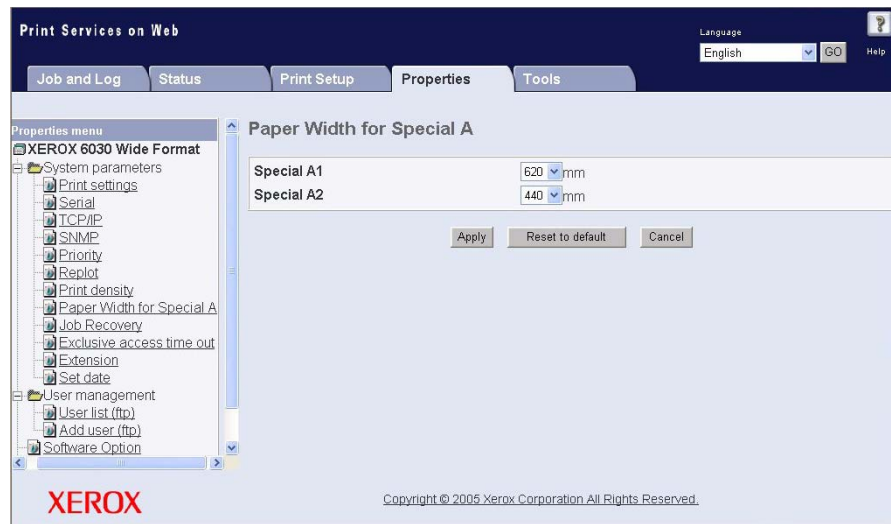 Print Services on Web
Language
English
GO
Help
Job and Log
Status
Print Setup
Properties
Tools
Properties menu
XEROX 6030 Wide Format
System parameters
Print settings
Serial
TCP/IP
SNMP
Priority
Replot
Print density
Paper Width for Special A
Job Recovery
Exclusive access time out
Extension
Set date
User management
User list (ftp)
Add user (ftp)
Software Option
Paper Width for Special A
Special A1 620 mm
Special A2 440 mm
Apply
Reset to default
Cancel
XEROX
Copyright © 2005 Xerox Corporation All Rights Reserved.